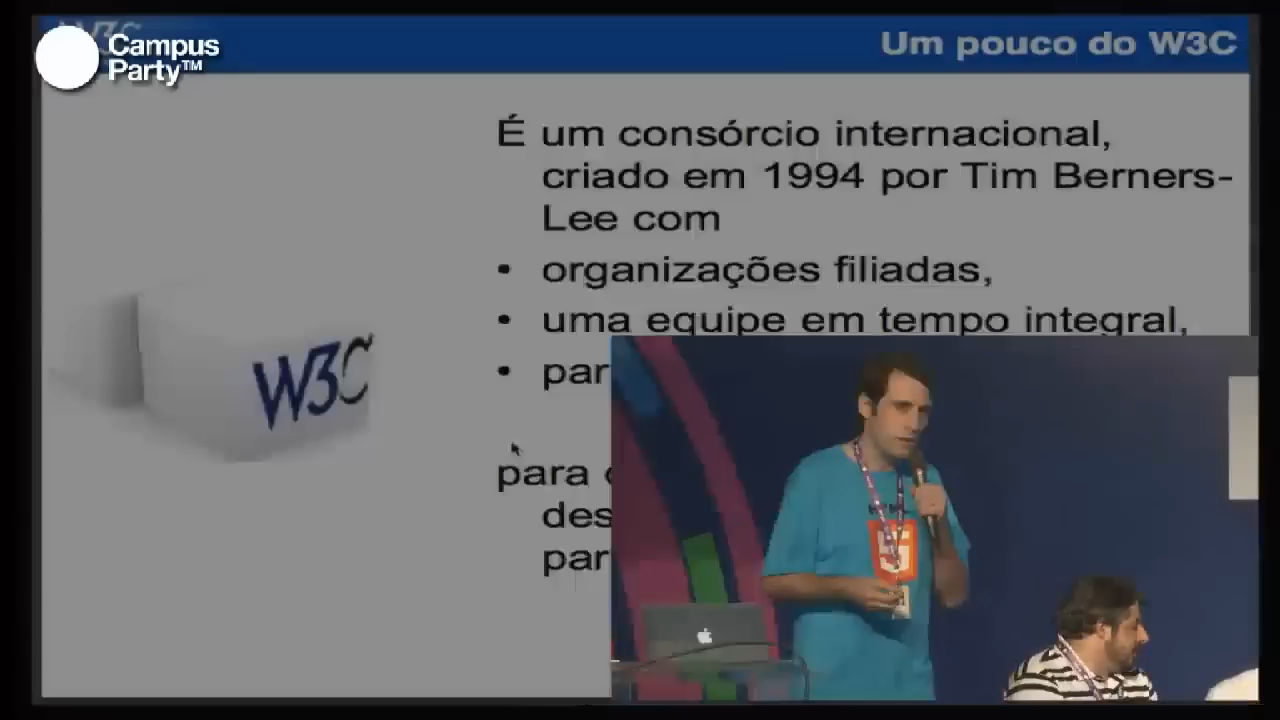 Campus
Party™
Um pouco do W3C
É um consórcio internacional,
criado em 1994 por Tim Berners-
Lee com
• organizações filiadas,
• uma equipe em tempo integral,
• par
para
des
par
W3C
5